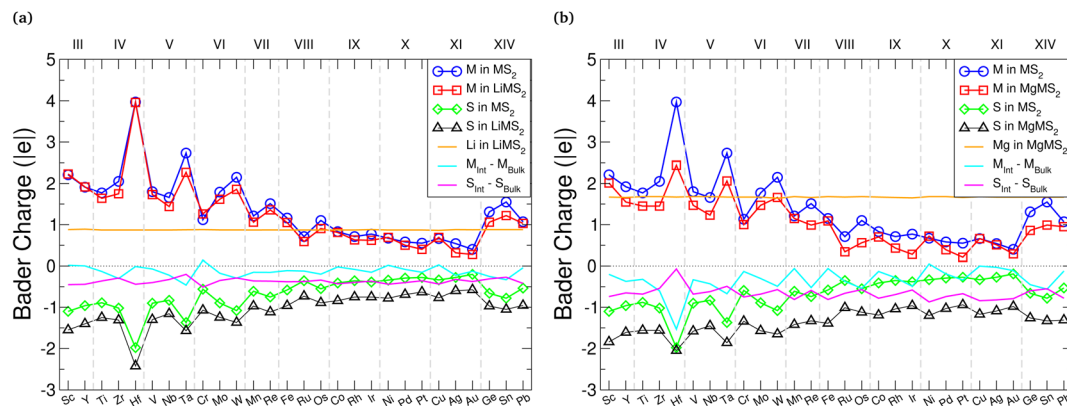 (a)
III IV V VI VII VIII IX X XI XIV
Bader Charge (|e|)
5
4
3
2
1
0
-1
-2
-3
M in MS2
M in LiMS2
S in MS2
S in LiMS2
Li in LiMS2
MInt - MBulk
SInt - SBulk
Sc Y Ti Zr Hf V Nb Ta Cr Mo W Mn Re Fe Ru Os Co Rh Ir Ni Pd Pt Cu Ag Au Ge Sn Pb
(b)
III IV V VI VII VIII IX X XI XIV
Bader Charge (|e|)
5
4
3
2
1
0
-1
-2
-3
M in MS2
M in MgMS2
S in MS2
S in MgMS2
Mg in MgMS2
MInt - MBulk
SInt - SBulk
Sc Y Ti Zr Hf V Nb Ta Cr Mo W Mn Re Fe Ru Os Co Rh Ir Ni Pd Pt Cu Ag Au Ge Sn Pb